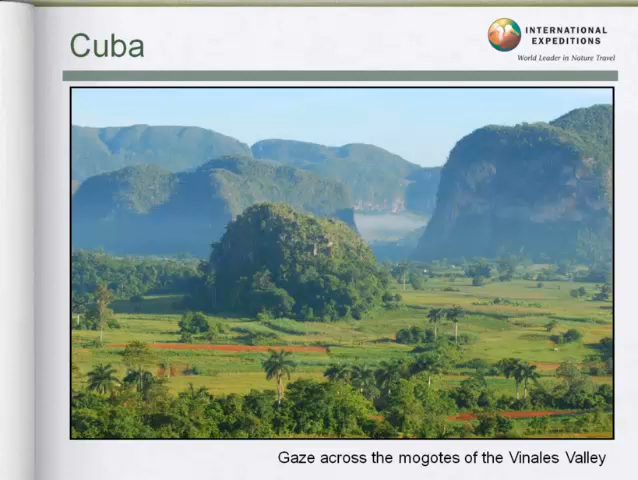 Cuba
INTERNATIONAL
EXPEDITIONS
World Leader in Nature Travel
Gaze across the mogotes of the Vinales Valley